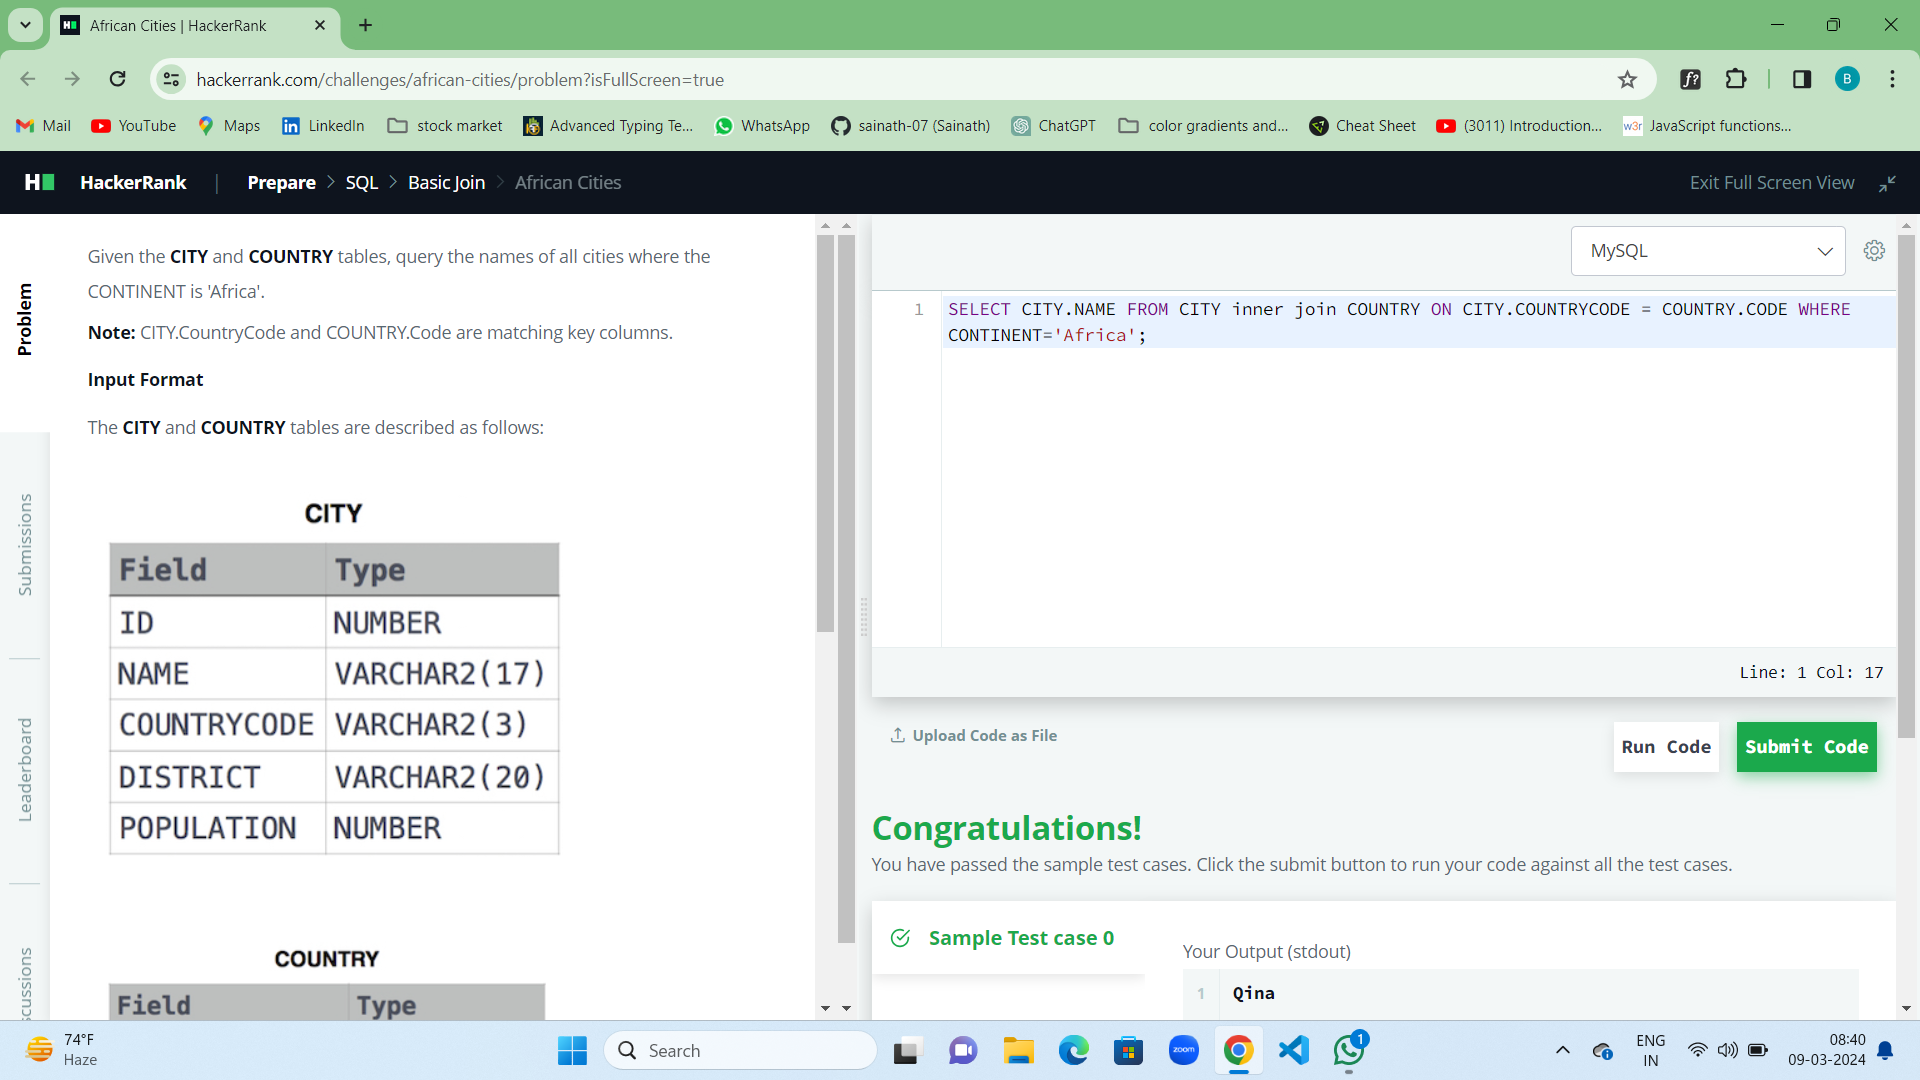 African Cities | HackerRank
hackerrank.com/challenges/african-cities/problem?isFullScreen=true
f?
B
Mail
YouTube
Maps
LinkedIn
stock market
Advanced Typing Te...
WhatsApp
sainath-07 (Sainath)
ChatGPT
color gradients and...
Cheat Sheet
(3011) Introduction...
w3r
JavaScript functions...
H
HackerRank | Prepare > SQL > Basic Join > African Cities
Exit Full Screen View
Problem
Submissions
Leaderboard
cussions
Given the CITY and COUNTRY tables, query the names of all cities where the
CONTINENT is 'Africa'.
Note: CITY.CountryCode and COUNTRY.Code are matching key columns.
Input Format
The CITY and COUNTRY tables are described as follows:
CITY
Field Type
ID NUMBER
NAME VARCHAR2(17)
COUNTRYCODE VARCHAR2(3)
DISTRICT VARCHAR2(20)
POPULATION NUMBER
COUNTRY
Field Type
MySQL
1 SELECT CITY.NAME FROM CITY inner join COUNTRY ON CITY.COUNTRYCODE = COUNTRY.CODE WHERE
CONTINENT='Africa';
Line: 1 Col: 17
Upload Code as File
Run Code
Submit Code
Congratulations!
You have passed the sample test cases. Click the submit button to run your code against all the test cases.
Sample Test case 0
Your Output (stdout)
1 Qina
74°F
Haze
Search
zoom
1
ENG
IN
08:40
09-03-2024